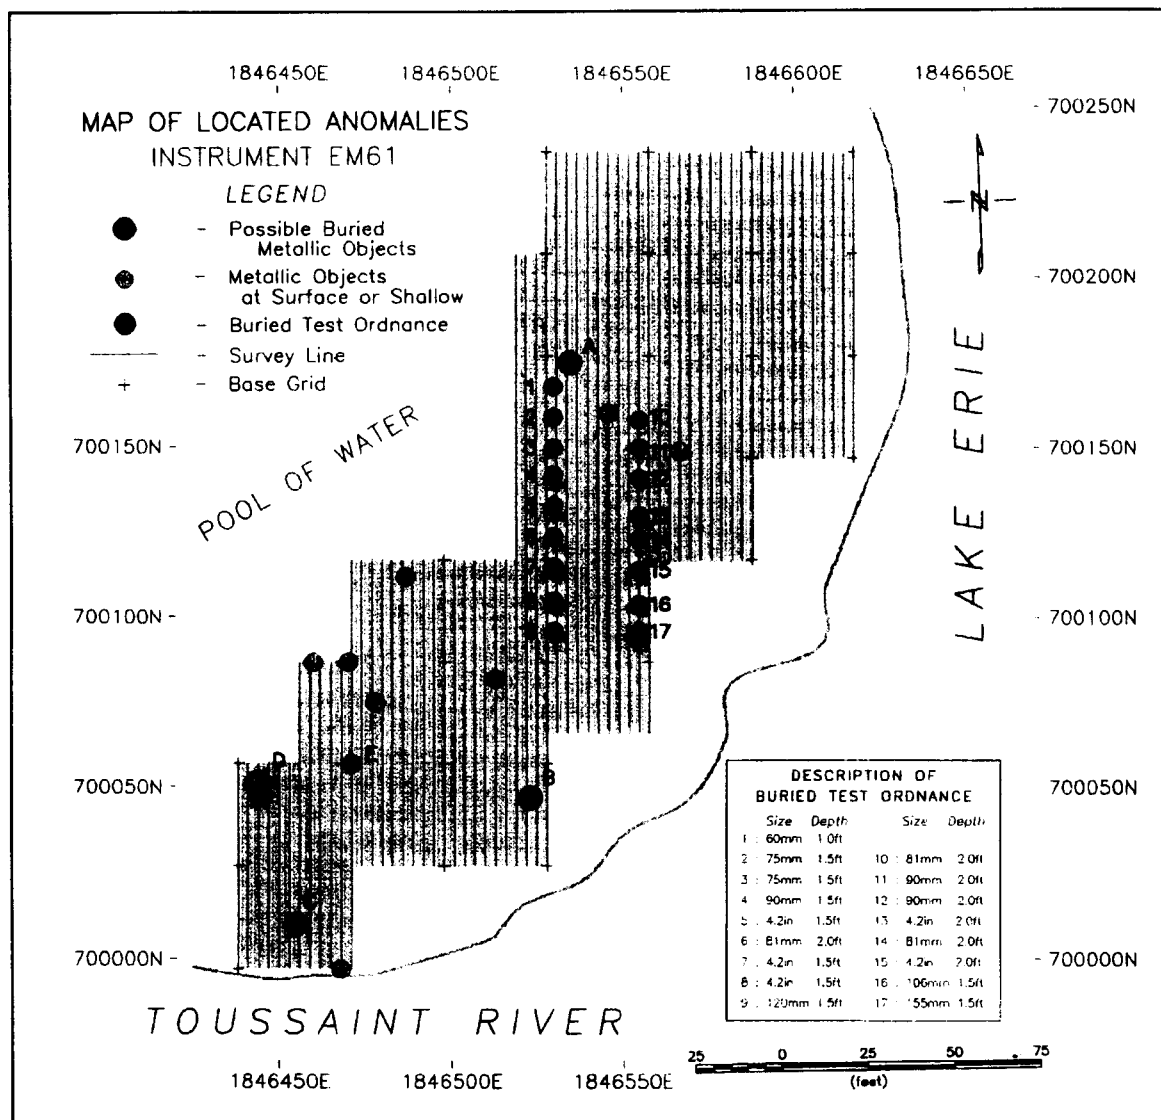 1846450E 1846500E 1846550E 1846600E 1846650E
MAP OF LOCATED ANOMALIES
INSTRUMENT EM61
LEGEND
- Possible Buried
Metallic Objects
- Metallic Objects
at Surface or Shallow
- Buried Test Ordnance
- Survey Line
+ - Base Grid
700250N
700200N
700150N
700100N
700050N
700000N
N
LAKE ERIE
POOL OF WATER
700150N
700100N
700050N
700000N
A
15
16
17
D
E
B
DESCRIPTION OF
BURIED TEST ORDNANCE
Size Depth Size Depth
1 : 60mm 1.0ft
2 : 75mm 1.5ft 10 : 81mm 2.0ft
3 : 75mm 1.5ft 11 : 90mm 2.0ft
4 90mm 1.5ft 12 : 90mm 2.0ft
5 : 4.2in 1.5ft 13 : 4.2in 2.0ft
6 : 81mm 2.0ft 14 : 81mm 2.0ft
7 : 4.2in 1.5ft 15 : 4.2in 2.0ft
8 : 4.2in 1.5ft 16 : 106mm 1.5ft
9 : 120mm 1.5ft 17 : 155mm 1.5ft
TOUSSAINT RIVER
25 0 25 50 75
(feet)
1846450E 1846500E 1846550E